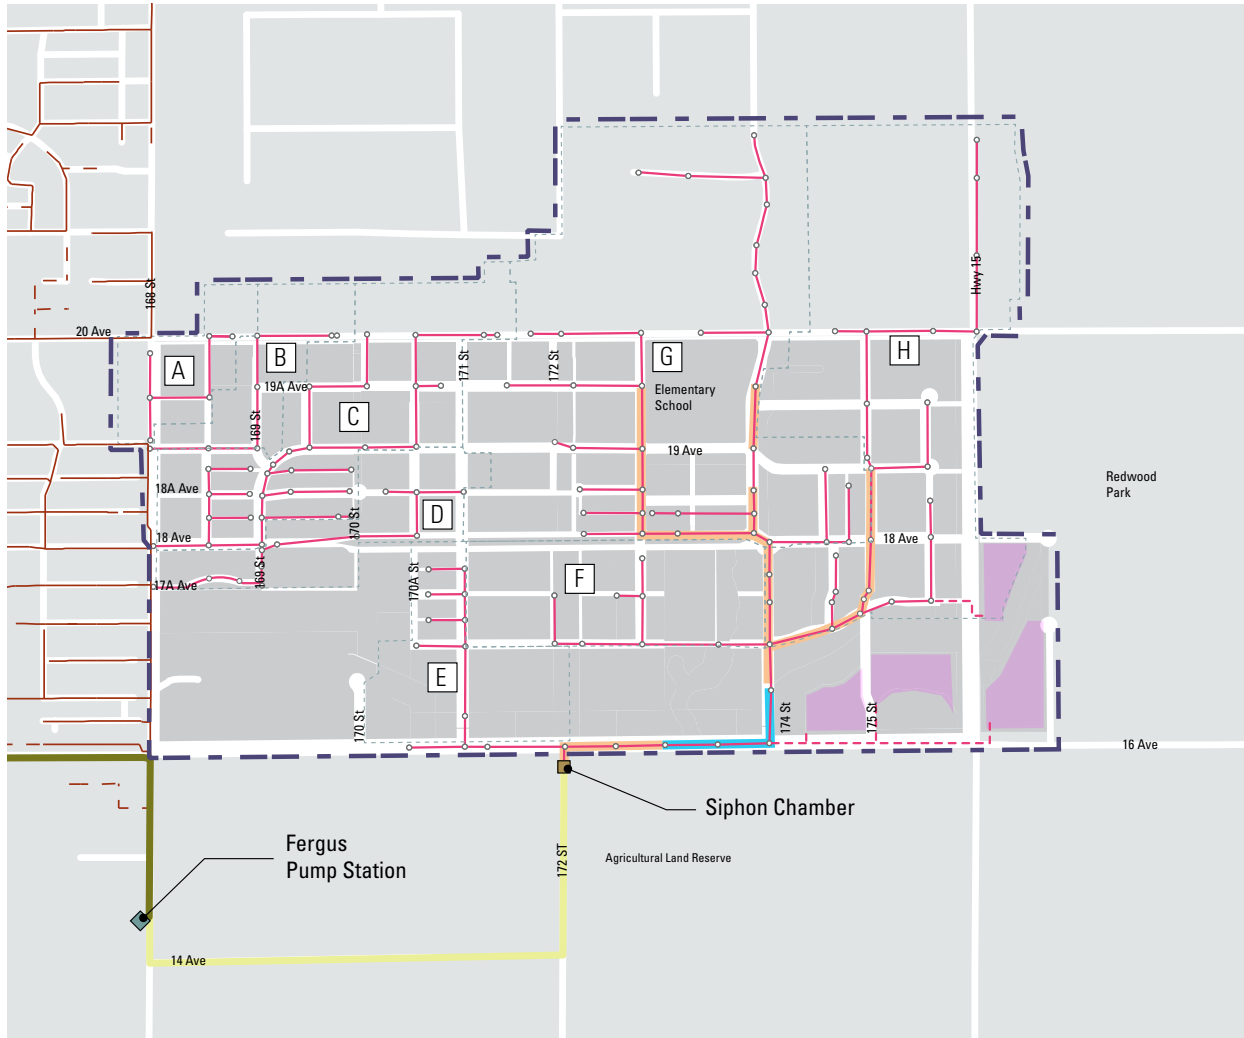 168 St
Hwy 15
20 Ave
A
B
171 St
172 St
G
H
19A Ave
C
Elementary
School
169 St
19 Ave
Redwood
Park
18A Ave
D
170 St
18 Ave
18 Ave
17A Ave
169 St
170A St
F
E
170 St
174 St
175 St
16 Ave
Siphon Chamber
Fergus
Pump Station
172 ST
Agricultural Land Reserve
14 Ave